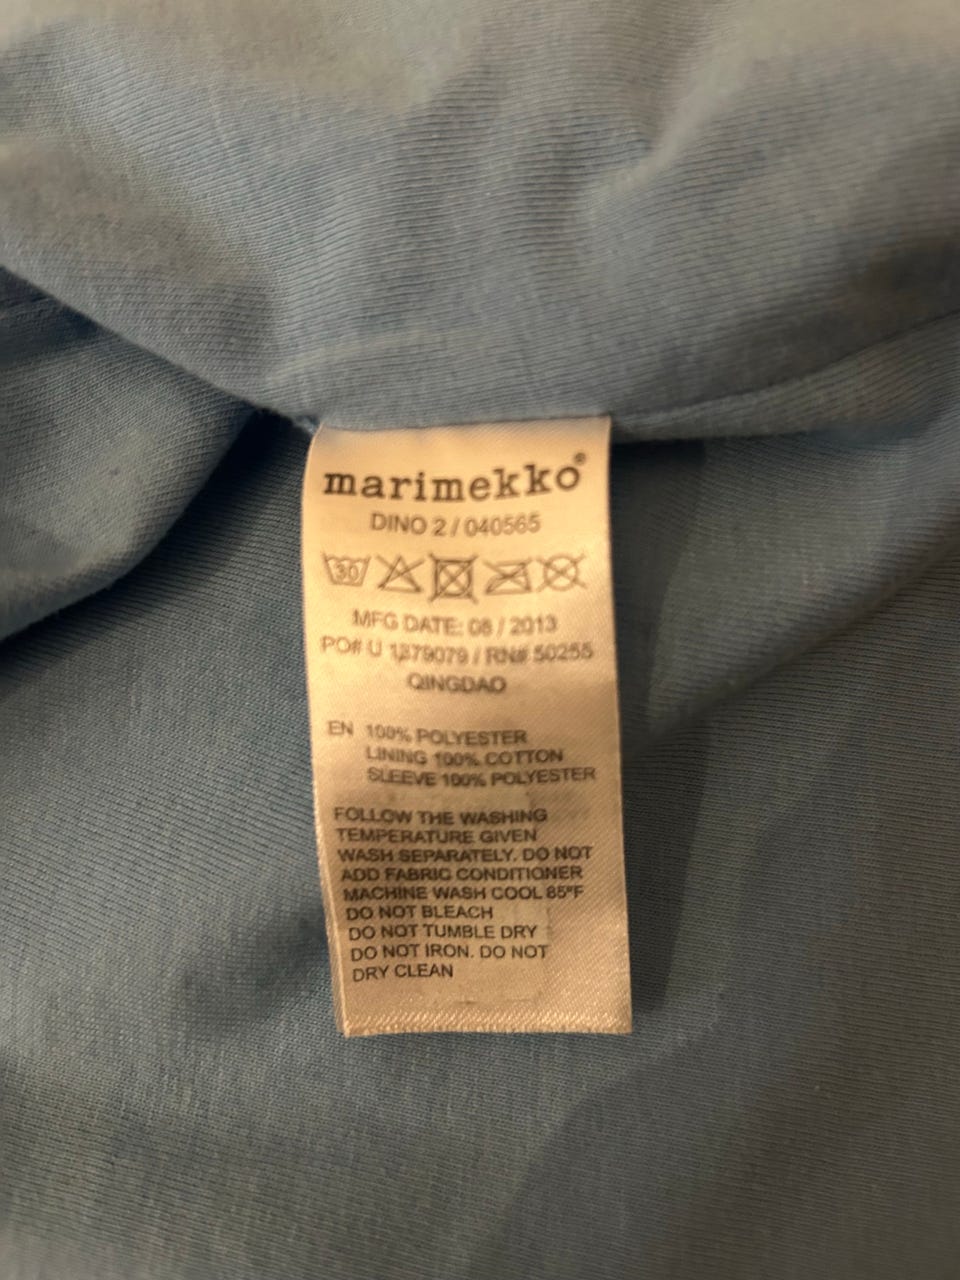 marimekko®
DINO 2 / 040565
30
MFG DATE: 08 / 2013
PO# U 1379079 / RN# 50255
QINGDAO
EN 100% POLYESTER
LINING 100% COTTON
SLEEVE 100% POLYESTER
FOLLOW THE WASHING
TEMPERATURE GIVEN
WASH SEPARATELY. DO NOT
ADD FABRIC CONDITIONER
MACHINE WASH COOL 85°F
DO NOT BLEACH
DO NOT TUMBLE DRY
DO NOT IRON. DO NOT
DRY CLEAN